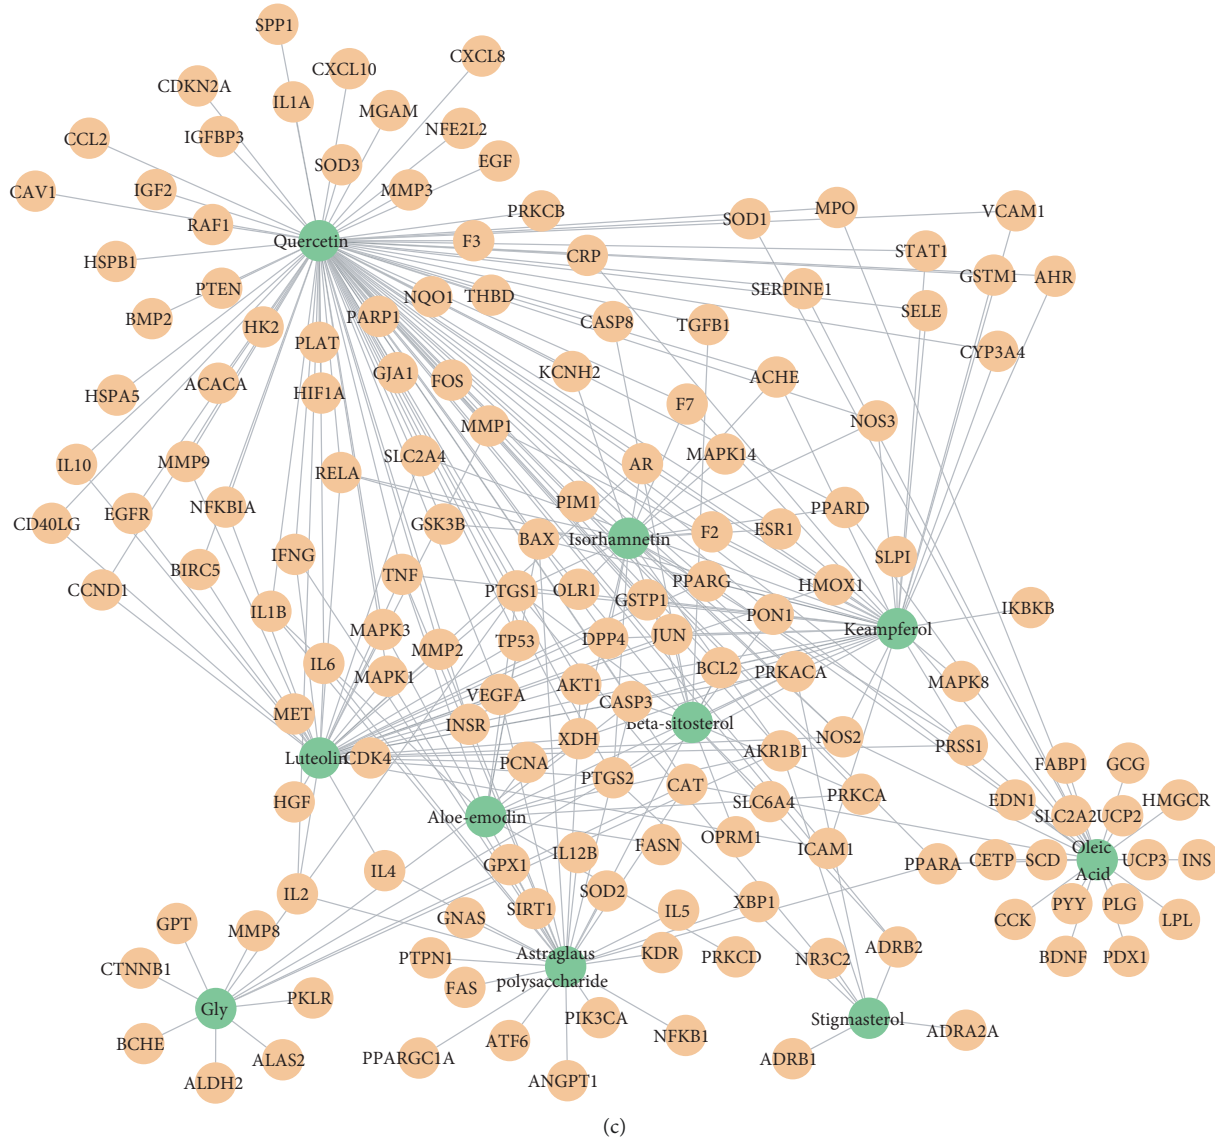 SPP1
CXCL8
CXCL10
CDKN2A
IL1A
MGAM
NFE2L2
CCL2
IGFBP3
SOD3
EGF
CAV1
IGF2
MMP3
RAF1
PRKCB
SOD1
MPO
VCAM1
Quercetin
F3
CRP
STAT1
HSPB1
GSTM1
AHR
PTEN
NQO1
THBD
SERPINE1
BMP2
HK2
PARP1
CASP8
TGFB1
SELE
PLAT
CYP3A4
HSPA5
ACACA
GJA1
FOS
KCNH2
ACHE
HIF1A
F7
NOS3
MMP1
IL10
MMP9
RELA
SLC2A4
AR
MAPK14
CD40LG
EGFR
NFKBIA
PIM1
PPARD
GSK3B
BAX
Isorhamnetin
F2
ESR1
IFNG
SLPI
CCND1
BIRC5
TNF
PTGS1
OLR1
PPARG
HMOX1
IL1B
GSTP1
PON1
IKBKB
MAPK3
TP53
DPP4
JUN
Keampferol
IL6
MMP2
MAPK1
BCL2
PRKACA
MAPK8
VEGFA
AKT1
CASP3
MET
INSR
Beta-sitosterol
XDH
NOS2
PRSS1
Luteolin
CDK4
PCNA
AKR1B1
FABP1
GCG
PTGS2
CAT
HGF
SLC6A4
PRKCA
EDN1
HMGCR
Aloe-emodin
SLC2A2
UCP2
OPRM1
GPX1
IL12B
FASN
ICAM1
PPARA
CETP
SCD
Oleic
Acid
UCP3
INS
IL4
IL2
SIRT1
SOD2
XBP1
GNAS
IL5
CCK
PYY
PLG
LPL
GPT
MMP8
CTNNB1
PTPN1
Astraglaus
polysaccharide
KDR
PRKCD
NR3C2
ADRB2
BDNF
PDX1
FAS
Gly
PKLR
PIK3CA
Stigmasterol
BCHE
ATF6
NFKB1
ADRA2A
ALAS2
PPARGC1A
ADRB1
ALDH2
ANGPT1
(c)